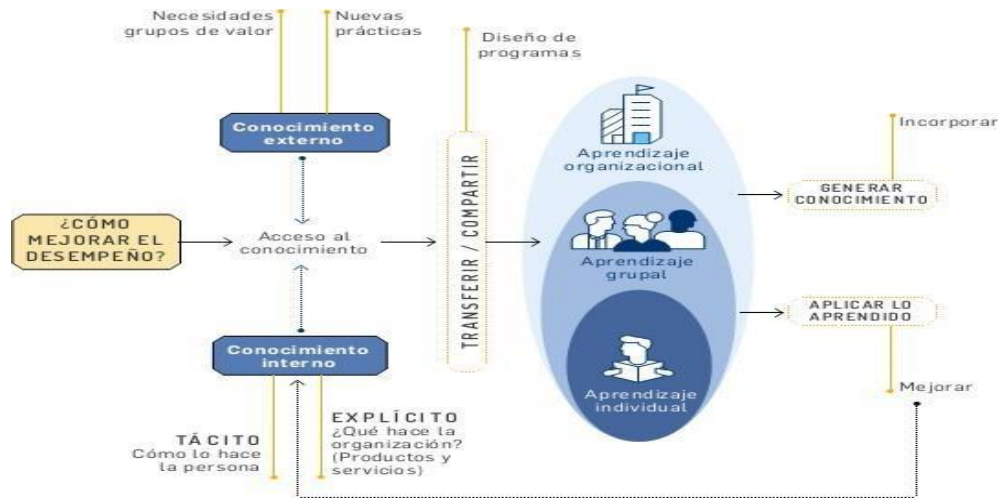 Necesidades
grupos de valor
Nuevas
prácticas
Diseño de
programas
Conocimiento
externo
¿CÓMO
MEJORAR EL
DESEMPEÑO?
Acceso al
conocimiento
TRANSFERIR / COMPARTIR
Aprendizaje
organizacional
Aprendizaje
grupal
Aprendizaje
individual
Incorporar
GENERAR
CONOCIMIENTO
APLICAR LO
APRENDIDO
Mejorar
Conocimiento
interno
TÁCITO
Cómo lo hace
la persona
EXPLÍCITO
¿Qué hace la
organización?
(Productos y
servicios)